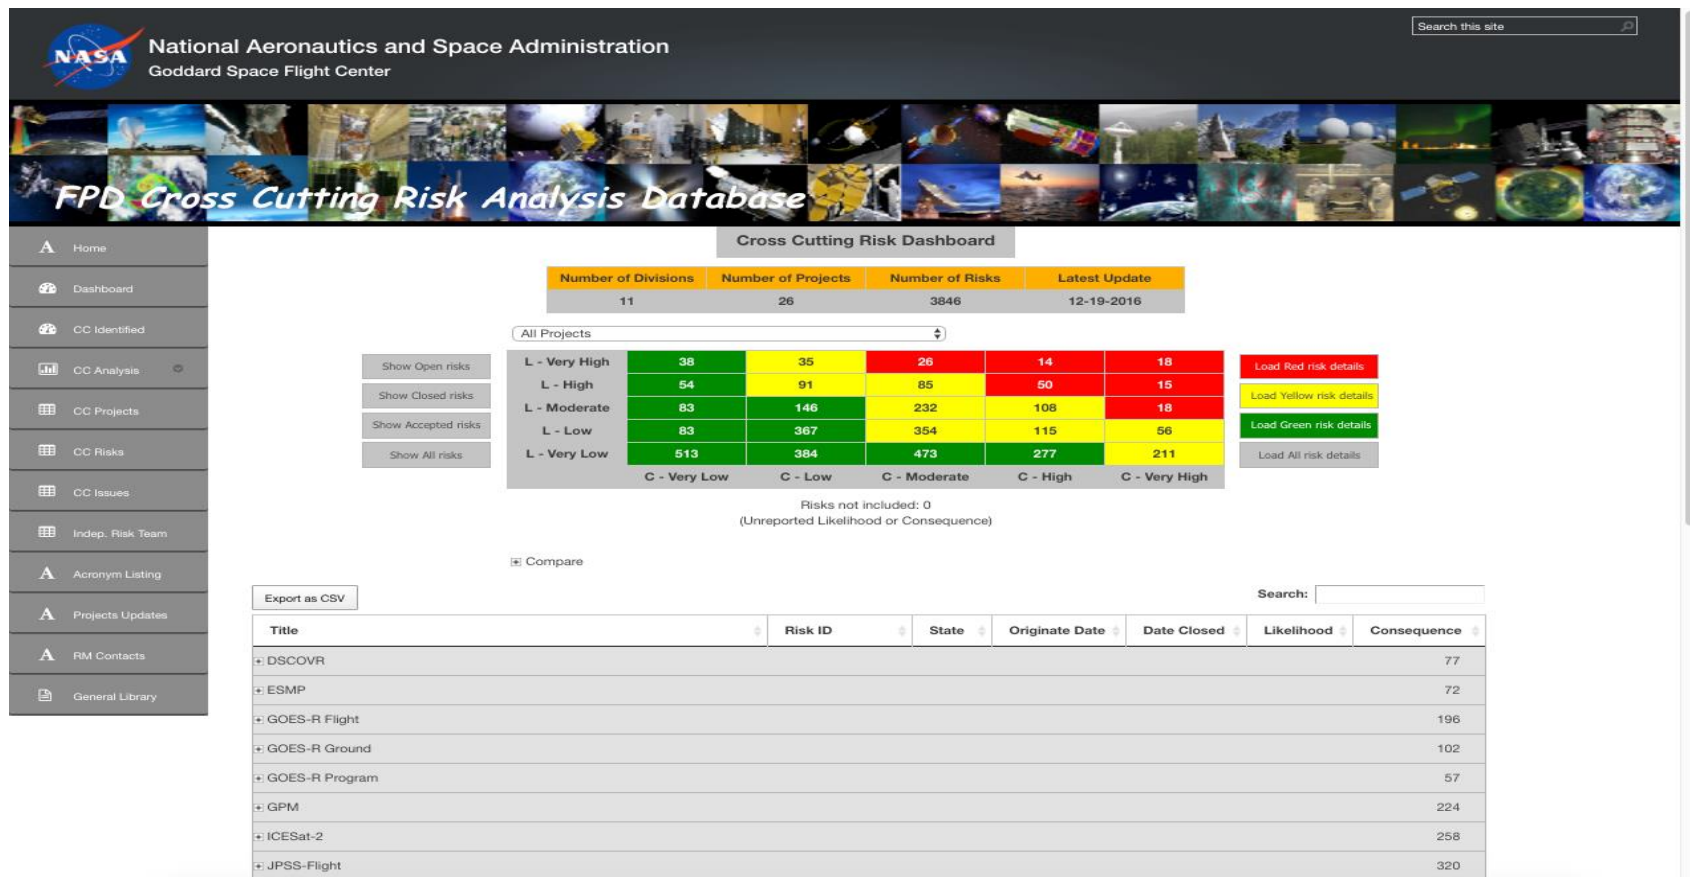 NASA
National Aeronautics and Space Administration
Goddard Space Flight Center
Search this site
FPD Cross Cutting Risk Analysis Database
A Home
Dashboard
CC Identified
CC Analysis
CC Projects
CC Risks
CC Issues
Indep. Risk Team
A Acronym Listing
A Projects Updates
A RM Contacts
General Library
Cross Cutting Risk Dashboard
Number of Divisions Number of Projects Number of Risks Latest Update
11 26 3846 12-19-2016
All Projects
Show Open risks
Show Closed risks
Show Accepted risks
Show All risks
L - Very High 38 35 26 14 18
L - High 54 91 85 50 15
L - Moderate 83 146 232 108 18
L - Low 83 367 354 115 56
L - Very Low 513 384 473 277 211
C - Very Low C - Low C - Moderate C - High C - Very High
Load Red risk details
Load Yellow risk details
Load Green risk details
Load All risk details
Risks not included: 0
(Unreported Likelihood or Consequence)
Compare
Export as CSV
Search:
Title Risk ID State Originate Date Date Closed Likelihood Consequence
DSCOVR 77
ESMP 72
GOES-R Flight 196
GOES-R Ground 102
GOES-R Program 57
GPM 224
ICESat-2 258
JPSS-Flight 320